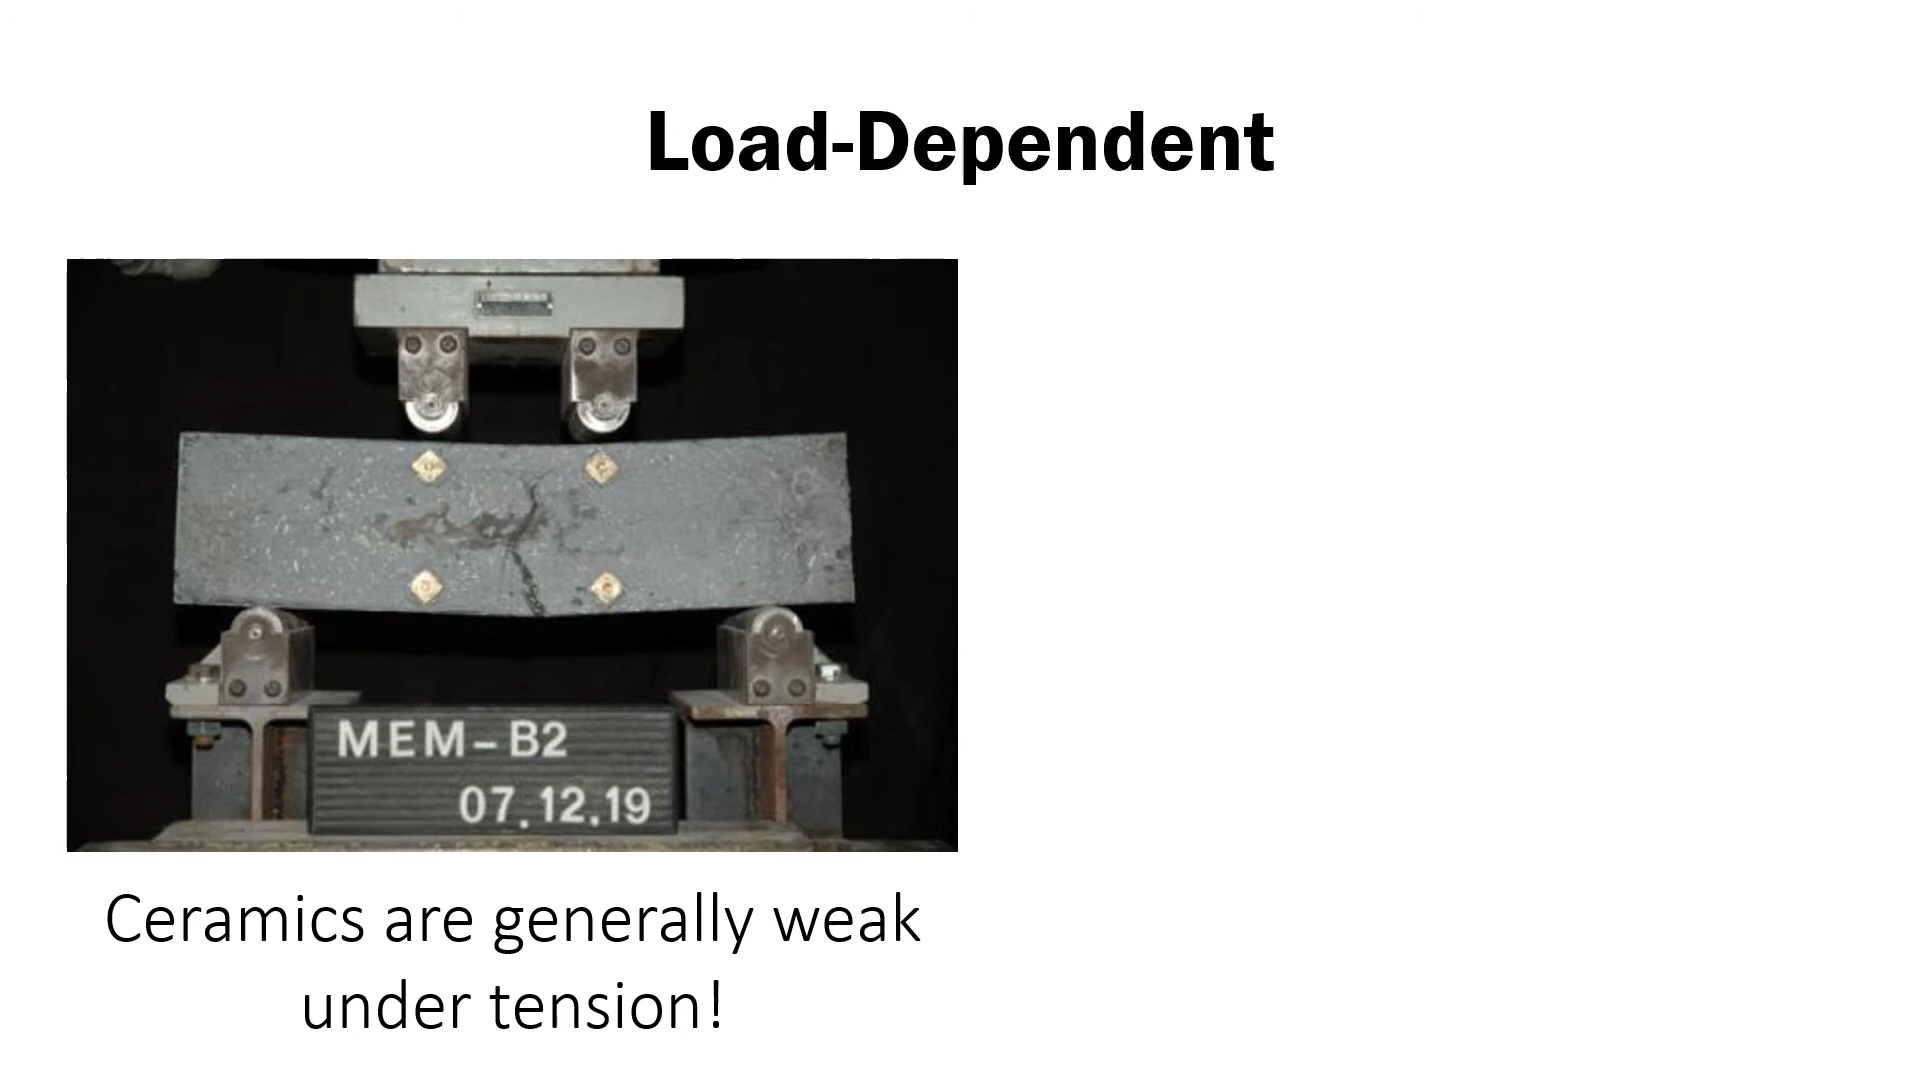 Load-Dependent
MEM-B2
07.12.19
Ceramics are generally weak
under tension!